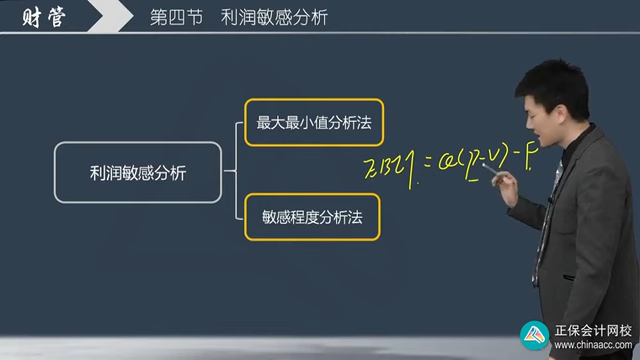 财管
第四节 利润敏感分析
最大最小值分析法
利润敏感分析
EBIT=Q(P-V)-F
敏感程度分析法
正保会计网校
www.chinaacc.com